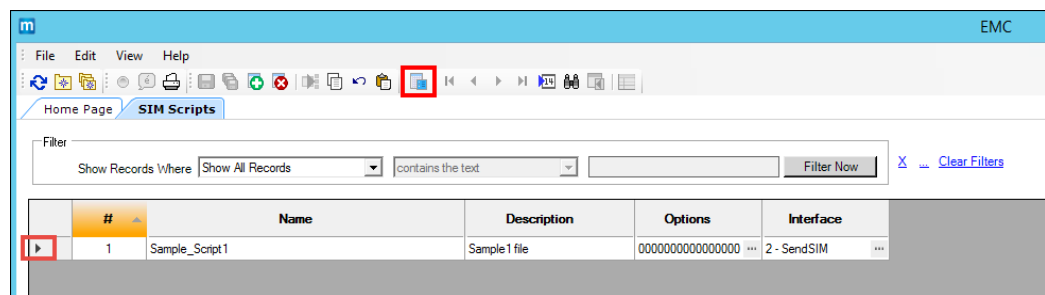 m
EMC
File Edit View Help
14
Home Page SIM Scripts
Filter
Show Records Where Show All Records contains the text Filter Now X ... Clear Filters
# Name Description Options Interface
1 Sample_Script1 Sample1 file 0000000000000000 ... 2 - SendSIM ...